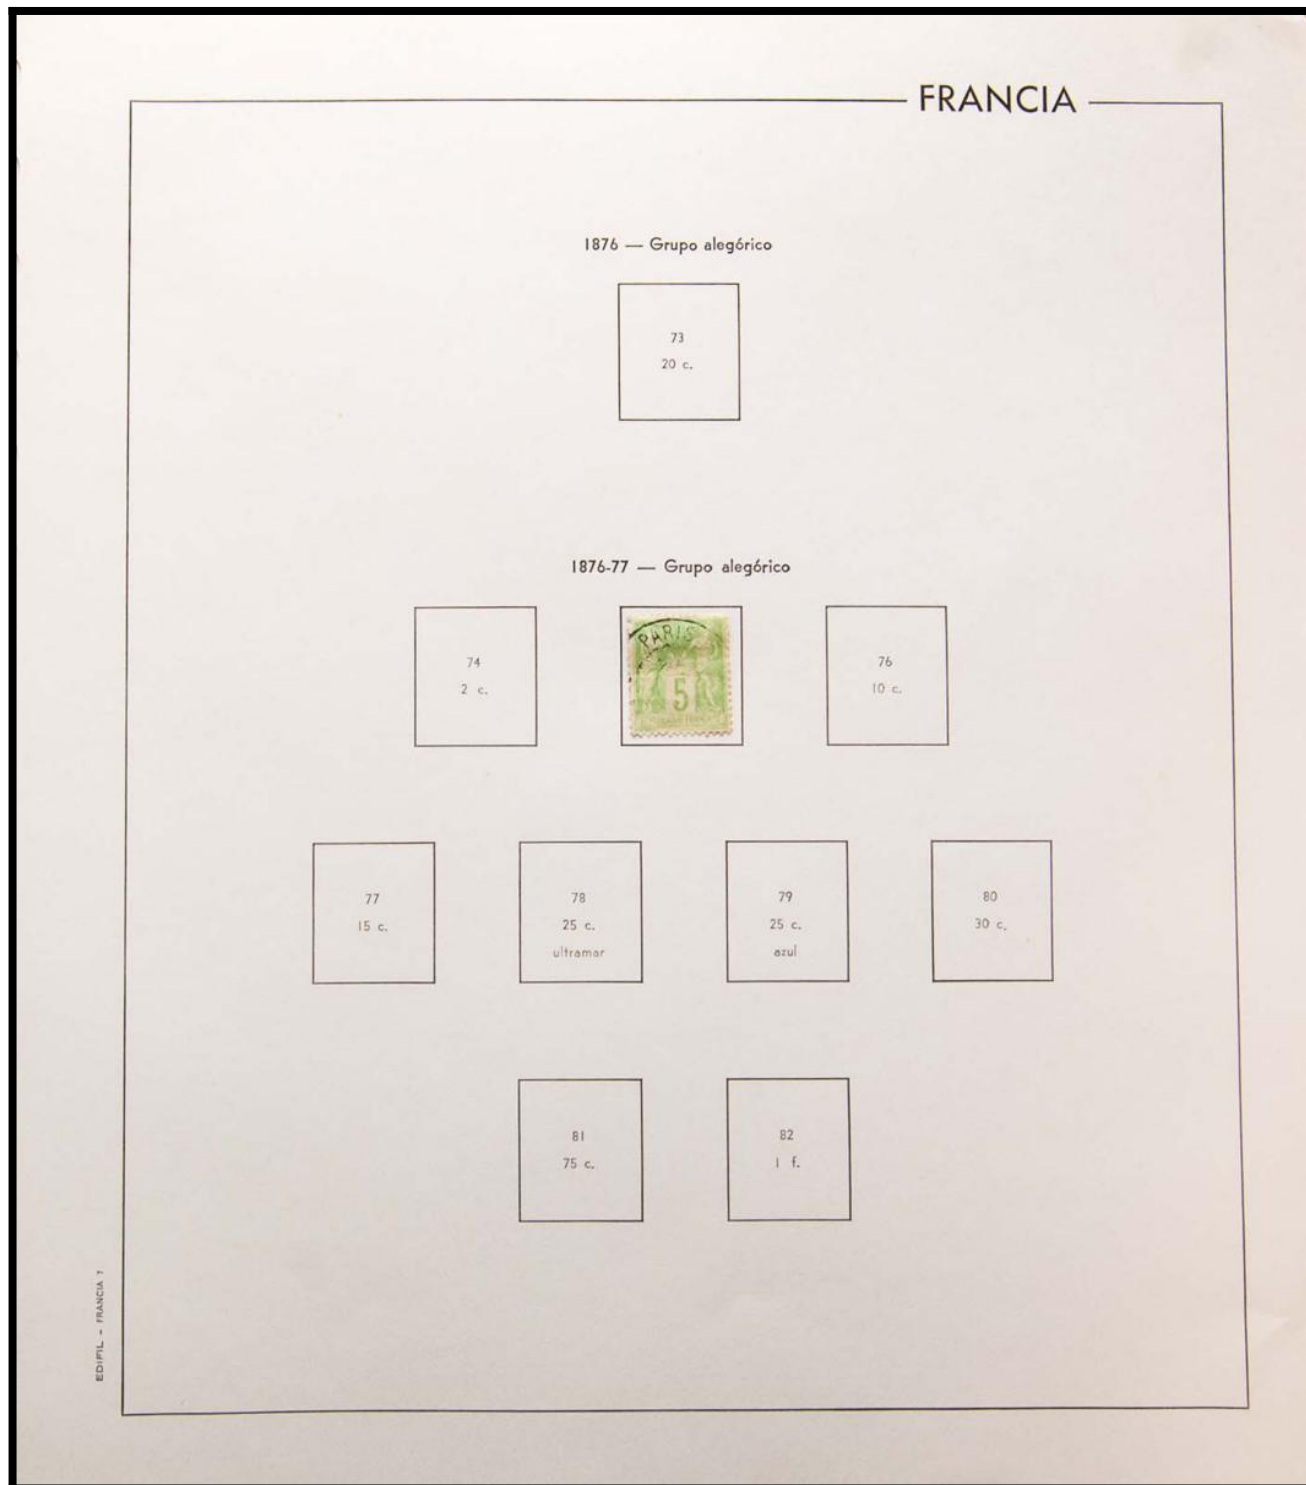 FRANCIA
1876 — Grupo alegórico
73
20 c.
1876-77 — Grupo alegórico
74
2 c.
PARIS
5
76
10 c.
77
15 c.
78
25 c.
ultramar
79
25 c.
azul
80
30 c.
81
75 c.
82
1 f.
EDIFIL - FRANCIA 7